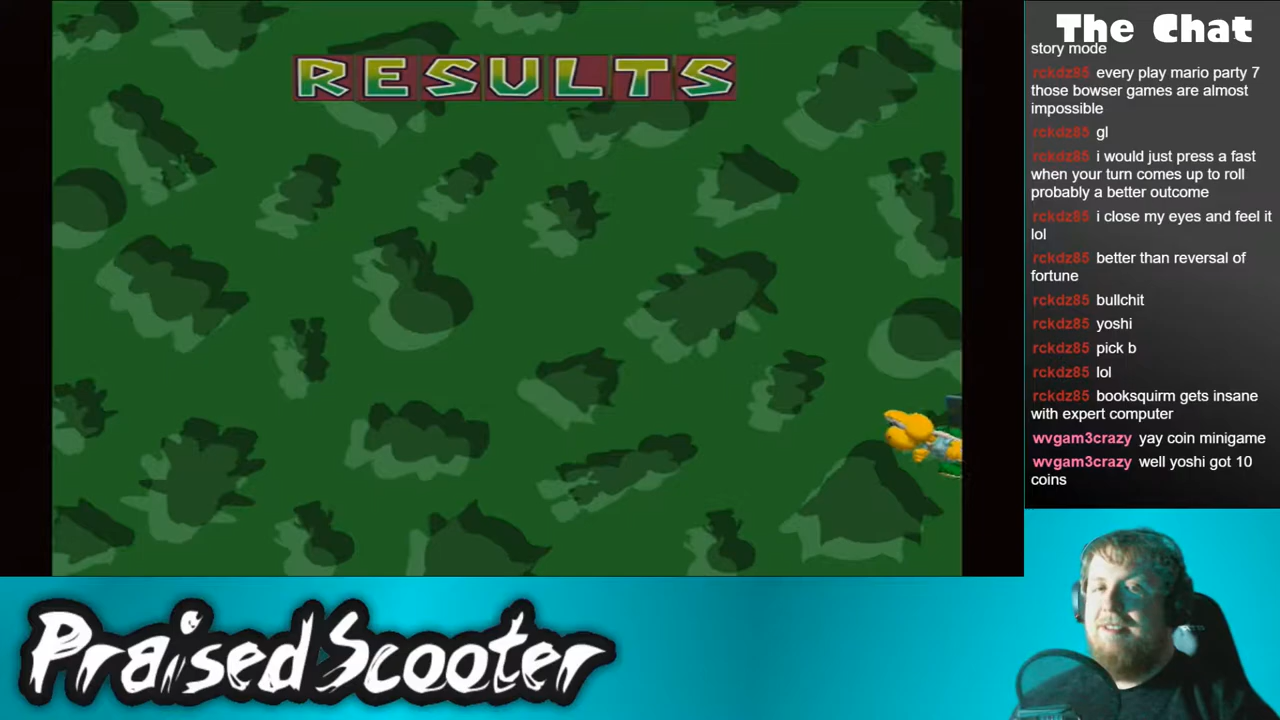 RESULTS
The Chat
story mode
rckdz85 every play mario party 7
those bowser games are almost
impossible
rckdz85 gl
rckdz85 i would just press a fast
when your turn comes up to roll
probably a better outcome
rckdz85 i close my eyes and feel it
lol
rckdz85 better than reversal of
fortune
rckdz85 bullchit
rckdz85 yoshi
rckdz85 pick b
rckdz85 lol
rckdz85 booksquirm gets insane
with expert computer
wvgam3crazy yay coin minigame
wvgam3crazy well yoshi got 10
coins
Praised Scooter